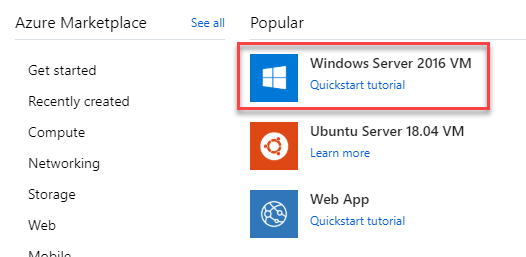 Azure Marketplace See all
Get started
Recently created
Compute
Networking
Storage
Web
Mobile
Popular
Windows Server 2016 VM
Quickstart tutorial
Ubuntu Server 18.04 VM
Learn more
Web App
Quickstart tutorial